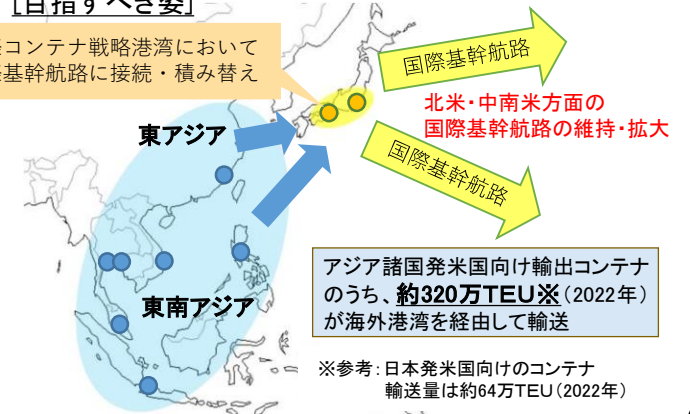 [目指すべき姿]
コンテナ戦略港湾において
基幹航路に接続・積み替え
国際基幹航路
北米・中南米方面の
国際基幹航路の維持・拡大
東アジア
国際基幹航路
アジア諸国発米国向け輸出コンテナ
のうち、約320万TEU※(2022年)
が海外港湾を経由して輸送
東南アジア
※参考:日本発米国向けのコンテナ
輸送量は約64万TEU(2022年)